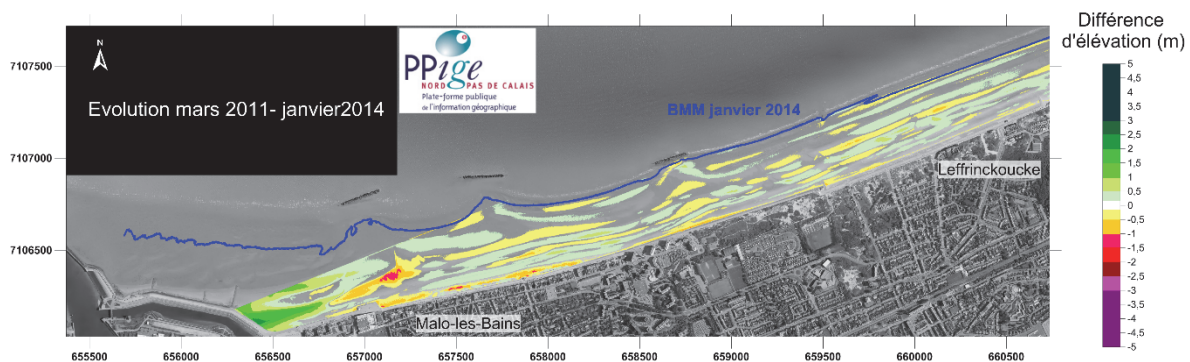 Différence
d'élévation (m)
N
Evolution mars 2011- janvier2014
PPige
NORD PAS DE CALAIS
Plate-forme publique
de l'information géographique
BMM janvier 2014
Leffrinckoucke
Malo-les-Bains
7107500
7107000
7106500
7106000
655500 656000 656500 657000 657500 658000 658500 659000 659500 660000 660500
5
4,5
4
3,5
3
2,5
2
1,5
1
0,5
0
-0,5
-1
-1,5
-2
-2,5
-3
-3,5
-4
-4,5
-5